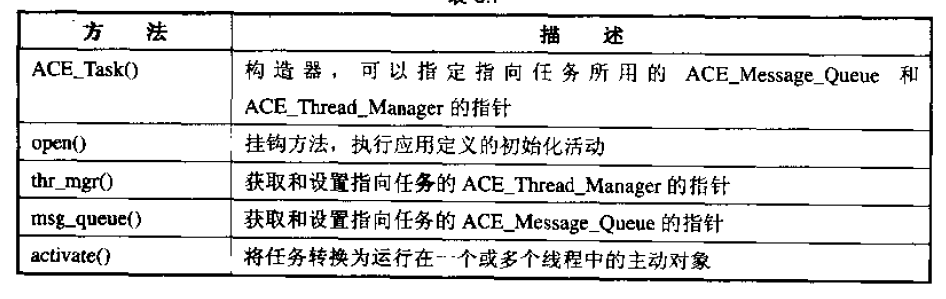 方 法 描 述
ACE_Task() 构造器，可以指定指向任务所用的 ACE_Message_Queue 和
ACE_Thread_Manager 的指针
open() 挂钩方法，执行应用定义的初始化活动
thr_mgr() 获取和设置指向任务的 ACE_Thread_Manager 的指针
msg_queue() 获取和设置指向任务的 ACE_Message_Queue 的指针
activate() 将任务转换为运行在一个或多个线程中的主动对象